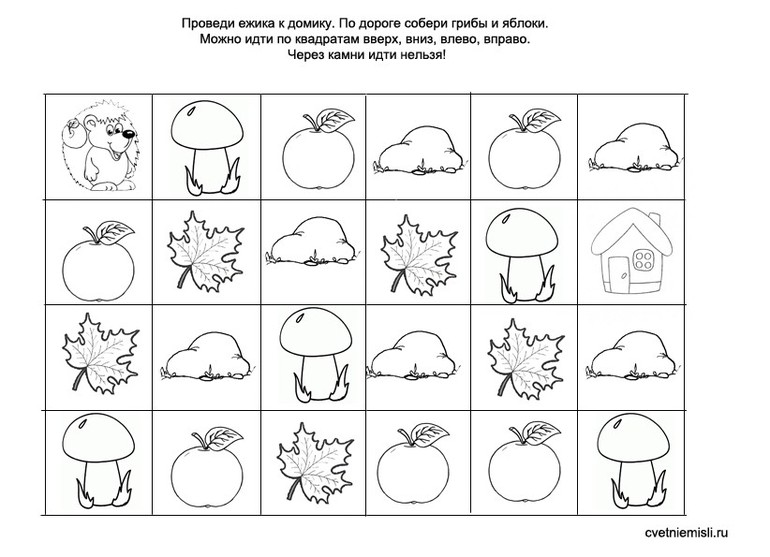 Проведи ежика к домику. По дороге собери грибы и яблоки.
Можно идти по квадратам вверх, вниз, влево, вправо.
Через камни идти нельзя!
cvetniemisli.ru